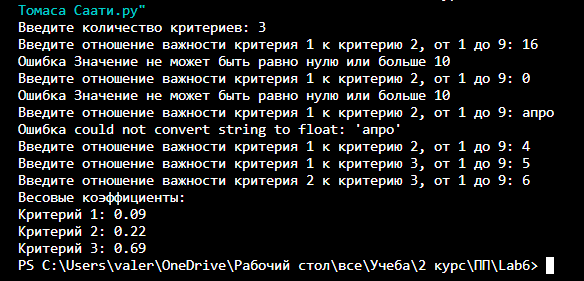 Томаса Саати.py"
Введите количество критериев: 3
Введите отношение важности критерия 1 к критерию 2, от 1 до 9: 16
Ошибка Значение не может быть равно нулю или больше 10
Введите отношение важности критерия 1 к критерию 2, от 1 до 9: 0
Ошибка Значение не может быть равно нулю или больше 10
Введите отношение важности критерия 1 к критерию 2, от 1 до 9: апро
Ошибка could not convert string to float: 'апро'
Введите отношение важности критерия 1 к критерию 2, от 1 до 9: 4
Введите отношение важности критерия 1 к критерию 3, от 1 до 9: 5
Введите отношение важности критерия 2 к критерию 3, от 1 до 9: 6
Весовые коэффициенты:
Критерий 1: 0.09
Критерий 2: 0.22
Критерий 3: 0.69
PS C:\Users\valer\OneDrive\Рабочий стол\все\Учеба\2 курс\ПП\Lab6>